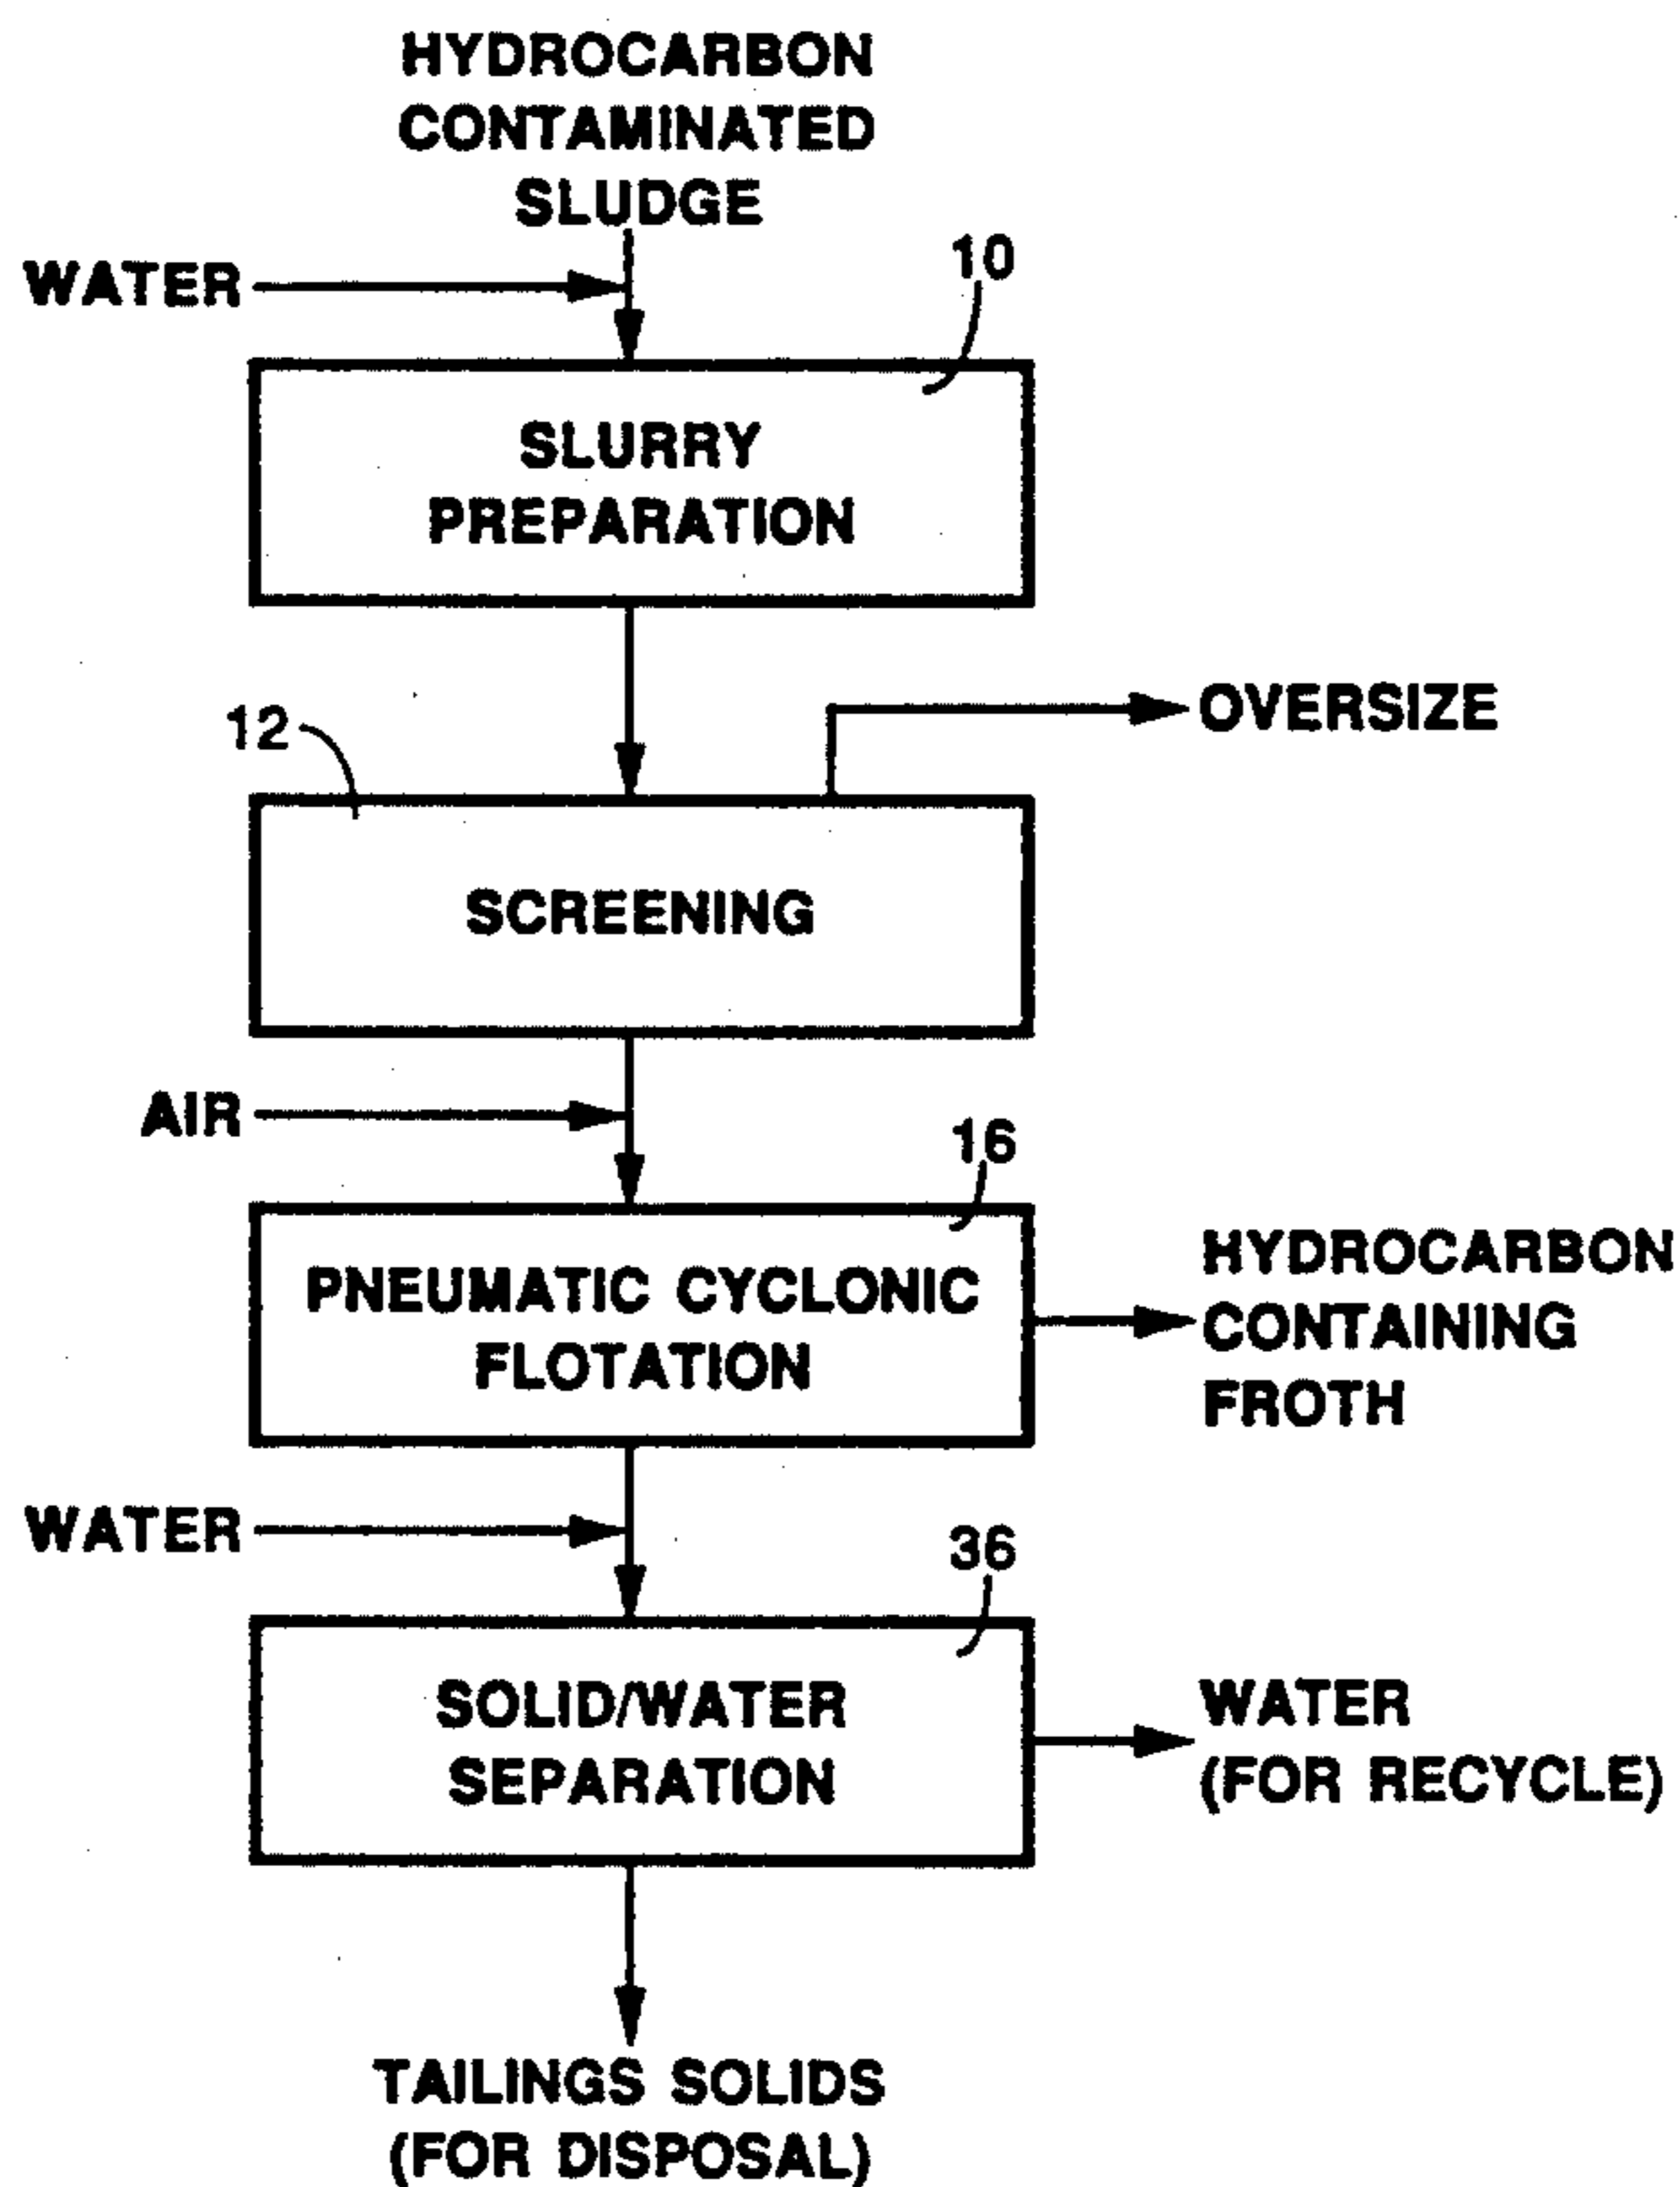 HYDROCARBON
CONTAMINATED
SLUDGE
WATER
10
SLURRY
PREPARATION
OVERSIZE
12
SCREENING
AIR
16
PNEUMATIC CYCLONIC
FLOTATION
HYDROCARBON
CONTAINING
FROTH
WATER
36
SOLID/WATER
SEPARATION
WATER
(FOR RECYCLE)
TAILINGS SOLIDS
(FOR DISPOSAL)